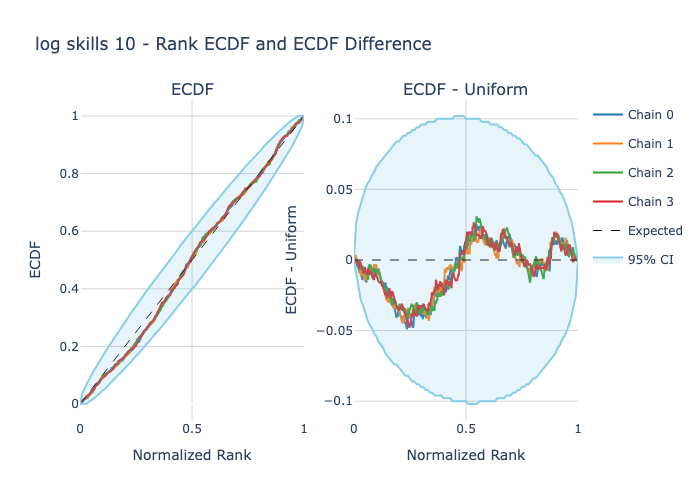 log skills 10 - Rank ECDF and ECDF Difference
ECDF
ECDF - Uniform
1
0.8
0.6
0.4
0.2
0
ECDF
0
0.5
1
Normalized Rank
0.1
0.05
0
−0.05
−0.1
ECDF - Uniform
0
0.5
1
Normalized Rank
Chain 0
Chain 1
Chain 2
Chain 3
Expected
95% CI